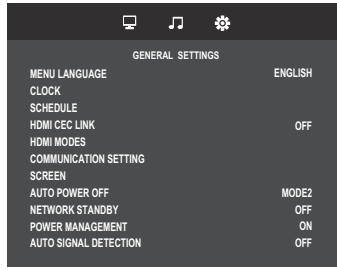 GENERAL SETTINGS
MENU LANGUAGE ENGLISH
CLOCK
SCHEDULE
HDMI CEC LINK OFF
HDMI MODES
COMMUNICATION SETTING
SCREEN
AUTO POWER OFF MODE2
NETWORK STANDBY OFF
POWER MANAGEMENT ON
AUTO SIGNAL DETECTION OFF